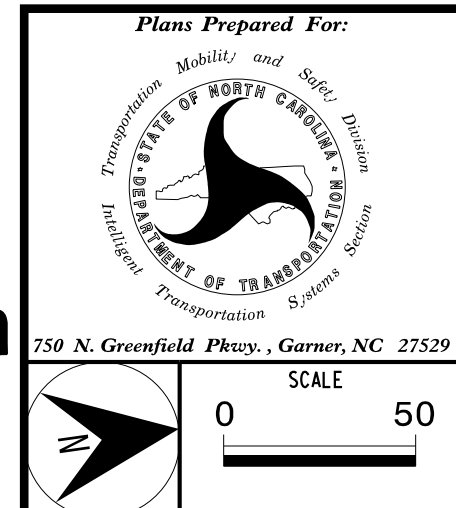 Plans Prepared For:
Transportation Mobility and Safety Division
STATE OF NORTH CAROLINA
DEPARTMENT OF TRANSPORTATION
Intelligent Transportation Systems Section
750 N. Greenfield Pkwy. , Garner, NC 27529
N
SCALE
0 50